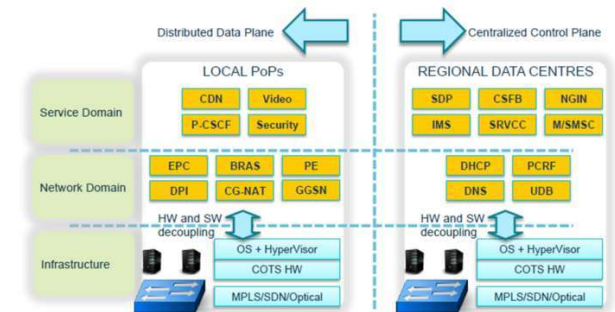 Distributed Data Plane
Centralized Control Plane
LOCAL PoPs
REGIONAL DATA CENTRES
Service Domain
CDN
Video
P-CSCF
Security
SDP
CSFB
NGIN
IMS
SRVCC
M/SMSC
Network Domain
EPC
BRAS
PE
DPI
CG-NAT
GGSN
DHCP
PCRF
DNS
UDB
HW and SW
decoupling
HW and SW
decoupling
Infrastructure
OS + HyperVisor
COTS HW
MPLS/SDN/Optical
OS + HyperVisor
COTS HW
MPLS/SDN/Optical